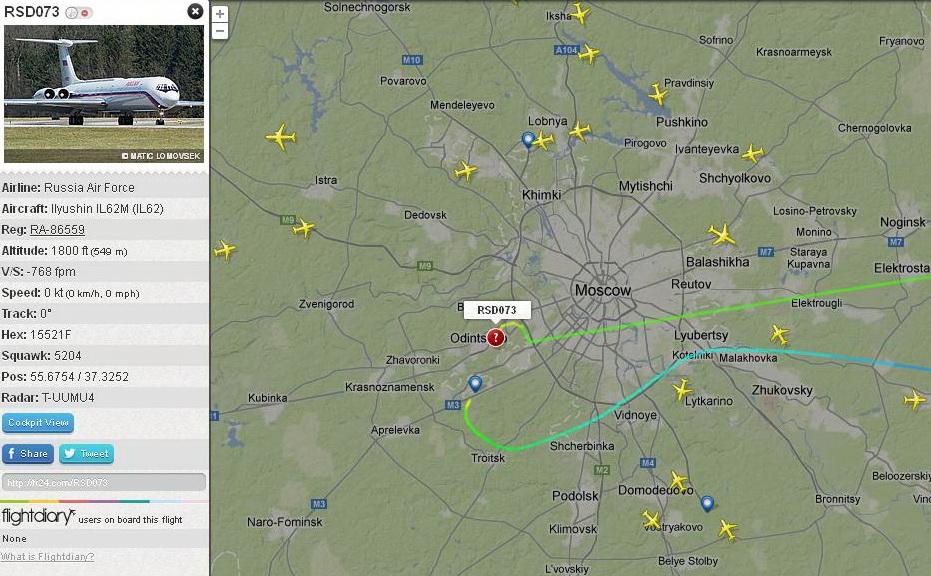 RSD073
© MATIC LOMOVSEK
Airline: Russia Air Force
Aircraft: Ilyushin IL62M (IL62)
Reg: RA-86559
Altitude: 1800 ft (549 m)
V/S: -768 fpm
Speed: 0 kt (0 km/h, 0 mph)
Track: 0°
Hex: 15521F
Squawk: 5204
Pos: 55.6754 / 37.3252
Radar: T-UUMU4
Cockpit View
Share
Tweet
http://fr24.com/RSD073
flightdiary users on board this flight
None
What is Flightdiary?
+
−
Solnechnogorsk
Iksha
A104
Sofrino
Fryanovo
Krasnoarmeysk
M10
Povarovo
Pravdinsiy
Mendeleyevo
Lobnya
Pushkino
Chernogolovka
Pirogovo
Ivanteyevka
Istra
Khimki
Mytishchi
Shchyolkovo
Dedovsk
Losino-Petrovsky
Noginsk
M9
Monino
M7
M7
Staraya
Kupavna
Balashikha
M9
Elektrosta
Reutov
Moscow
Zvenigorod
Elektrougli
RSD073
Odints
Lyubertsy
Zhavoronki
Kotelniki
Malakhovka
Krasnoznamensk
Zhukovsky
Kubinka
Lytkarino
M3
Vidnoye
Aprelevka
Shcherbinka
Troitsk
M4
M2
Beloozerskiy
Podolsk
Domodedovo
Bronnitsy
M3
Naro-Fominsk
Klimovsk
Vostryakovo
Belye Stolby
L'vovskiy